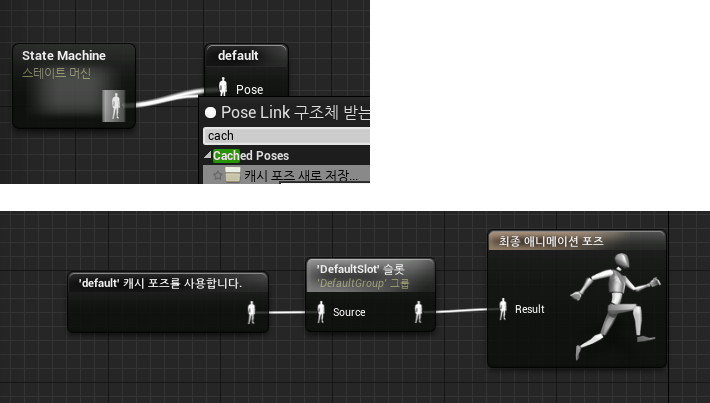 State Machine
스테이트 머신
default
Pose
Pose Link 구조체 받는
cach
Cached Poses
캐시 포즈 새로 저장...
최종 애니메이션 포즈
'default' 캐시 포즈를 사용합니다.
'DefaultSlot' 슬롯
'DefaultGroup' 그룹
Source
Result